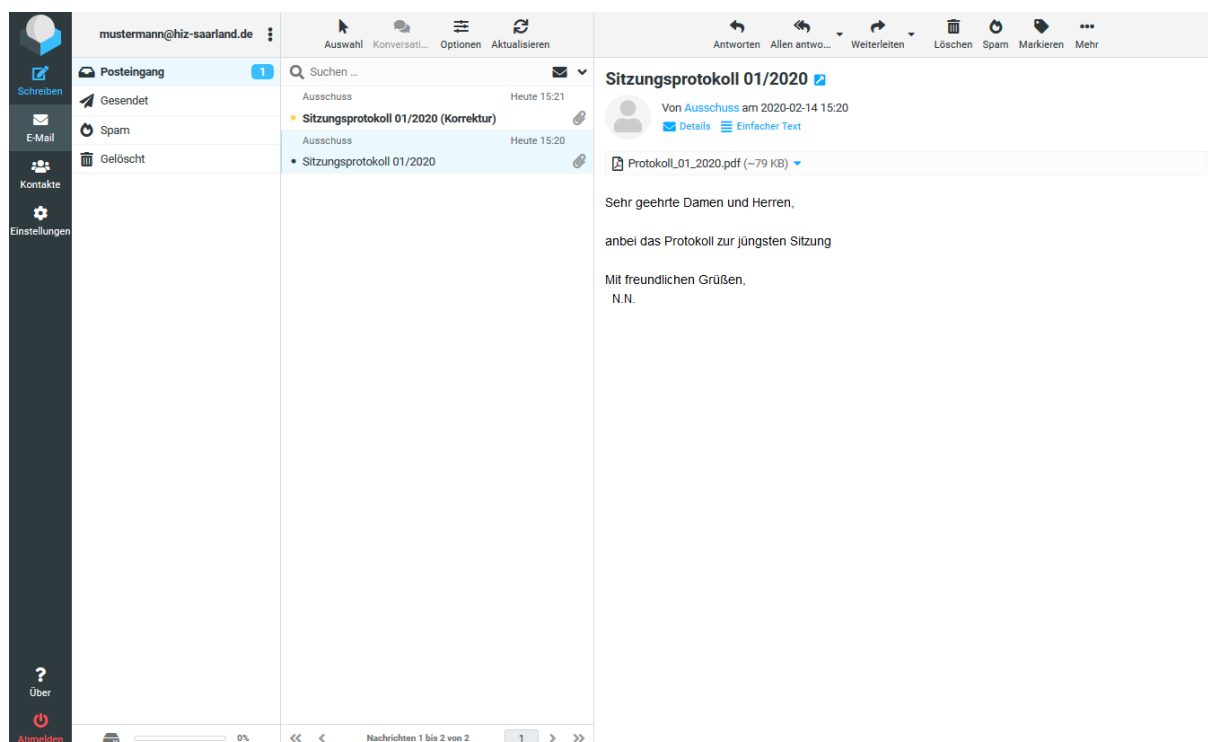 mustermann@hiz-saarland.de
Auswahl Konversati... Optionen Aktualisieren
Antworten Allen antwo... Weiterleiten Löschen Spam Markieren Mehr
Schreiben
E-Mail
Kontakte
Einstellungen
Über
Abmelden
Posteingang 1
Gesendet
Spam
Gelöscht
0%
Suchen ...
Ausschuss Heute 15:21
Sitzungsprotokoll 01/2020 (Korrektur)
Ausschuss Heute 15:20
Sitzungsprotokoll 01/2020
Nachrichten 1 bis 2 von 2 1
Sitzungsprotokoll 01/2020
Von Ausschuss am 2020-02-14 15:20
Details Einfacher Text
Protokoll_01_2020.pdf (~79 KB)
Sehr geehrte Damen und Herren,
anbei das Protokoll zur jüngsten Sitzung
Mit freundlichen Grüßen,
N.N.